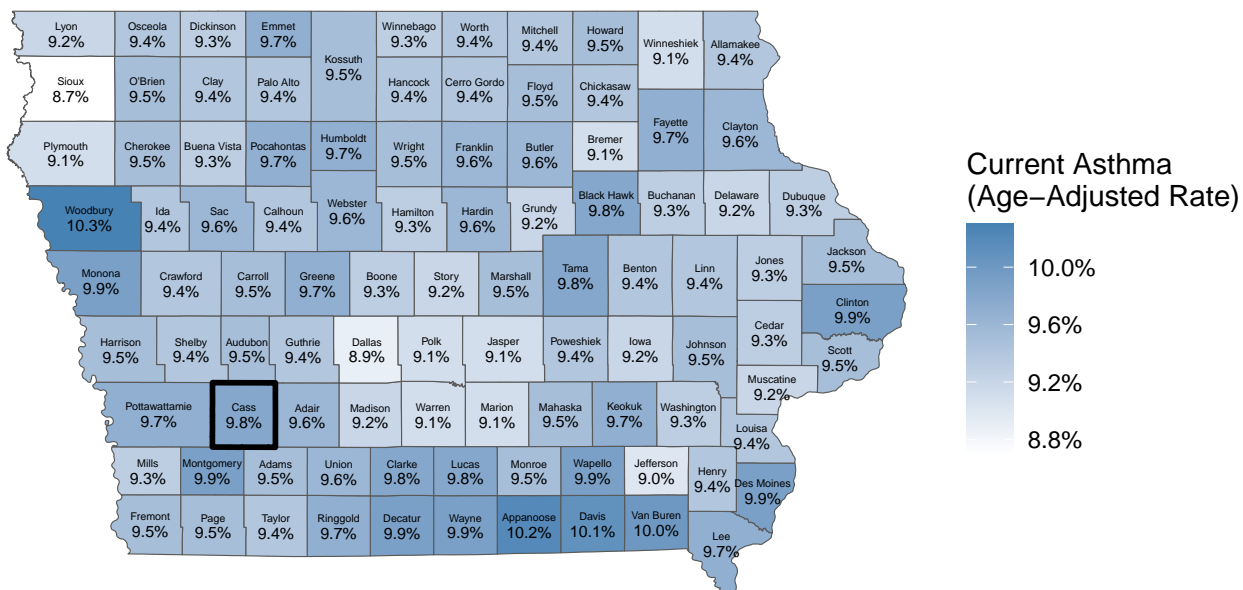 Lyon
9.2%
Osceola
9.4%
Dickinson
9.3%
Emmet
9.7%
Kossuth
9.5%
Winnebago
9.3%
Worth
9.4%
Mitchell
9.4%
Howard
9.5%
Winneshiek
9.1%
Allamakee
9.4%
Sioux
8.7%
O'Brien
9.5%
Clay
9.4%
Palo Alto
9.4%
Hancock
9.4%
Cerro Gordo
9.4%
Floyd
9.5%
Chickasaw
9.4%
Fayette
9.7%
Clayton
9.6%
Plymouth
9.1%
Cherokee
9.5%
Buena Vista
9.3%
Pocahontas
9.7%
Humboldt
9.7%
Wright
9.5%
Franklin
9.6%
Butler
9.6%
Bremer
9.1%
Woodbury
10.3%
Ida
9.4%
Sac
9.6%
Calhoun
9.4%
Webster
9.6%
Hamilton
9.3%
Hardin
9.6%
Grundy
9.2%
Black Hawk
9.8%
Buchanan
9.3%
Delaware
9.2%
Dubuque
9.3%
Monona
9.9%
Crawford
9.4%
Carroll
9.5%
Greene
9.7%
Boone
9.3%
Story
9.2%
Marshall
9.5%
Tama
9.8%
Benton
9.4%
Linn
9.4%
Jones
9.3%
Jackson
9.5%
Clinton
9.9%
Harrison
9.5%
Shelby
9.4%
Audubon
9.5%
Guthrie
9.4%
Dallas
8.9%
Polk
9.1%
Jasper
9.1%
Poweshiek
9.4%
Iowa
9.2%
Johnson
9.5%
Cedar
9.3%
Scott
9.5%
Muscatine
9.2%
Pottawattamie
9.7%
Cass
9.8%
Adair
9.6%
Madison
9.2%
Warren
9.1%
Marion
9.1%
Mahaska
9.5%
Keokuk
9.7%
Washington
9.3%
Louisa
9.4%
Mills
9.3%
Montgomery
9.9%
Adams
9.5%
Union
9.6%
Clarke
9.8%
Lucas
9.8%
Monroe
9.5%
Wapello
9.9%
Jefferson
9.0%
Henry
9.4%
Des Moines
9.9%
Fremont
9.5%
Page
9.5%
Taylor
9.4%
Ringgold
9.7%
Decatur
9.9%
Wayne
9.9%
Appanoose
10.2%
Davis
10.1%
Van Buren
10.0%
Lee
9.7%
Current Asthma
(Age−Adjusted Rate)
10.0%
9.6%
9.2%
8.8%